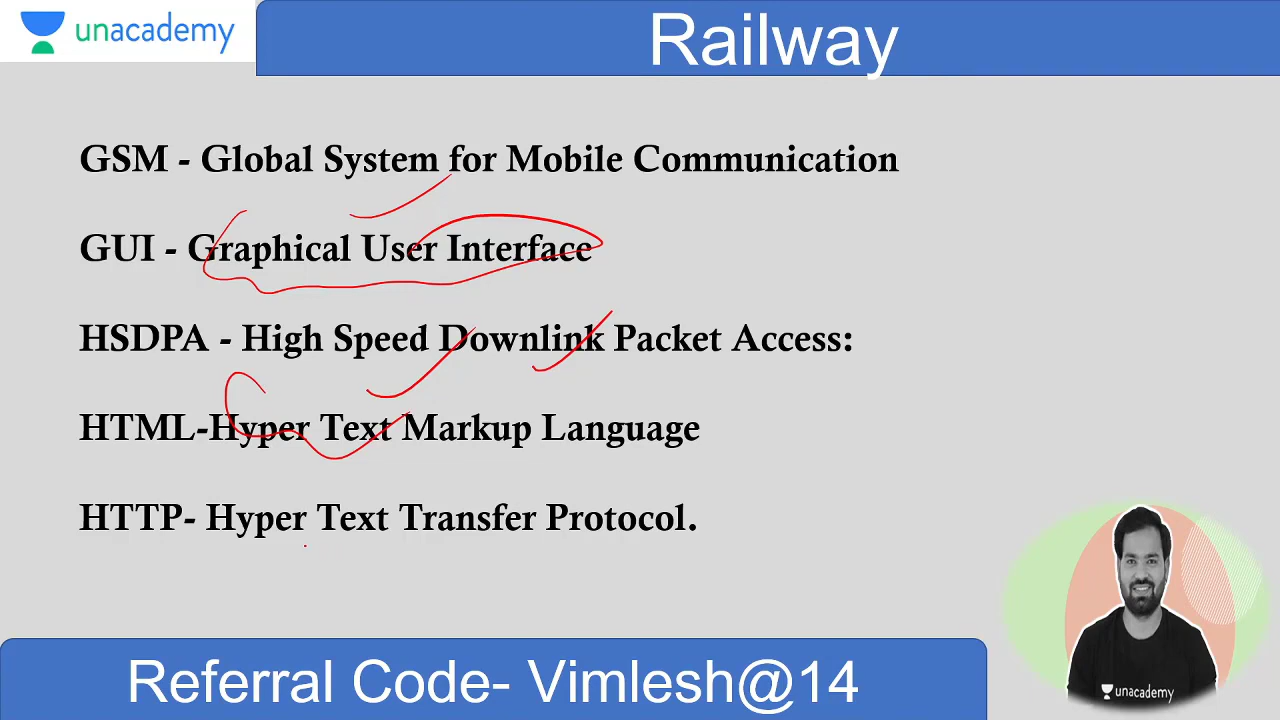 unacademy
Railway
GSM - Global System for Mobile Communication
GUI - Graphical User Interface
HSDPA - High Speed Downlink Packet Access:
HTML-Hyper Text Markup Language
HTTP- Hyper Text Transfer Protocol.
unacademy
Referral Code- Vimlesh@14